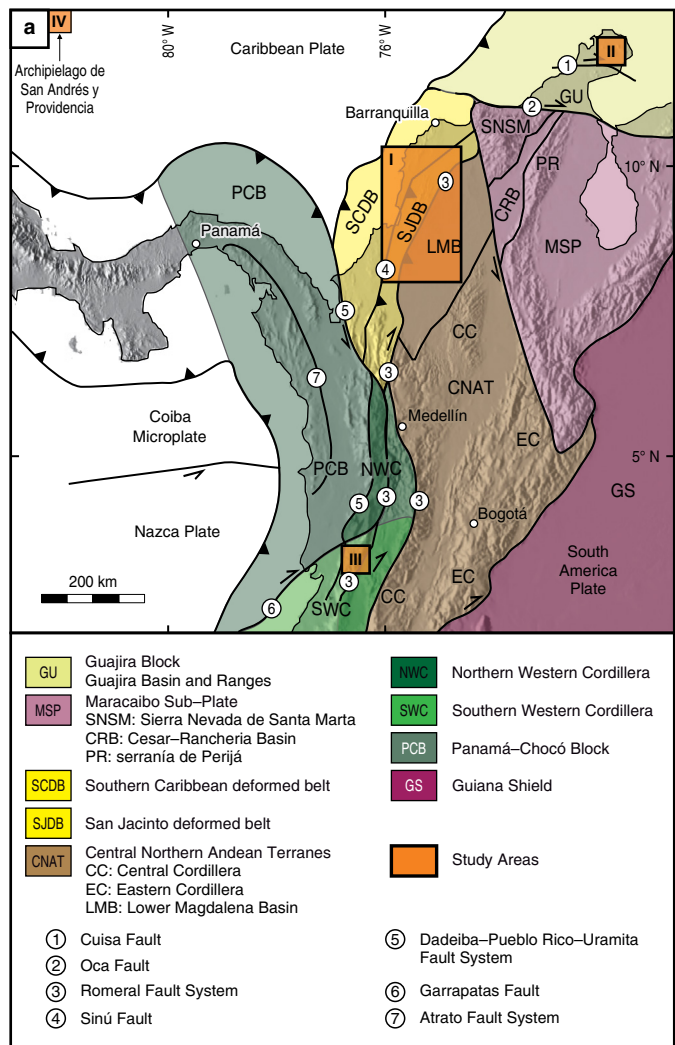 a
IV
80° W
76° W
Caribbean Plate
Archipelago de
San Andrés y
Providencia
1
II
GU
2
Barranquilla
SNSM
10° N
I
PR
3
PCB
SCDB
SJDB
CRB
Panamá
LMB
MSP
4
5
CC
3
7
CNAT
Coiba
Microplate
Medellín
EC
5° N
PCB
NWC
GS
5
3
3
Bogotá
Nazca Plate
South
America
Plate
III
200 km
3
EC
CC
6
SWC
GU
Guajira Block
Guajira Basin and Ranges
MSP
Maracaibo Sub–Plate
SNSM: Sierra Nevada de Santa Marta
CRB: Cesar–Rancheria Basin
PR: serranía de Perijá
SCDB
Southern Caribbean deformed belt
SJDB
San Jacinto deformed belt
CNAT
Central Northern Andean Terranes
CC: Central Cordillera
EC: Eastern Cordillera
LMB: Lower Magdalena Basin
NWC
Northern Western Cordillera
SWC
Southern Western Cordillera
PCB
Panamá–Chocó Block
GS
Guiana Shield
Study Areas
1 Cuisa Fault
2 Oca Fault
3 Romeral Fault System
4 Sinú Fault
5 Dadeiba–Pueblo Rico–Uramita
Fault System
6 Garrapatas Fault
7 Atrato Fault System